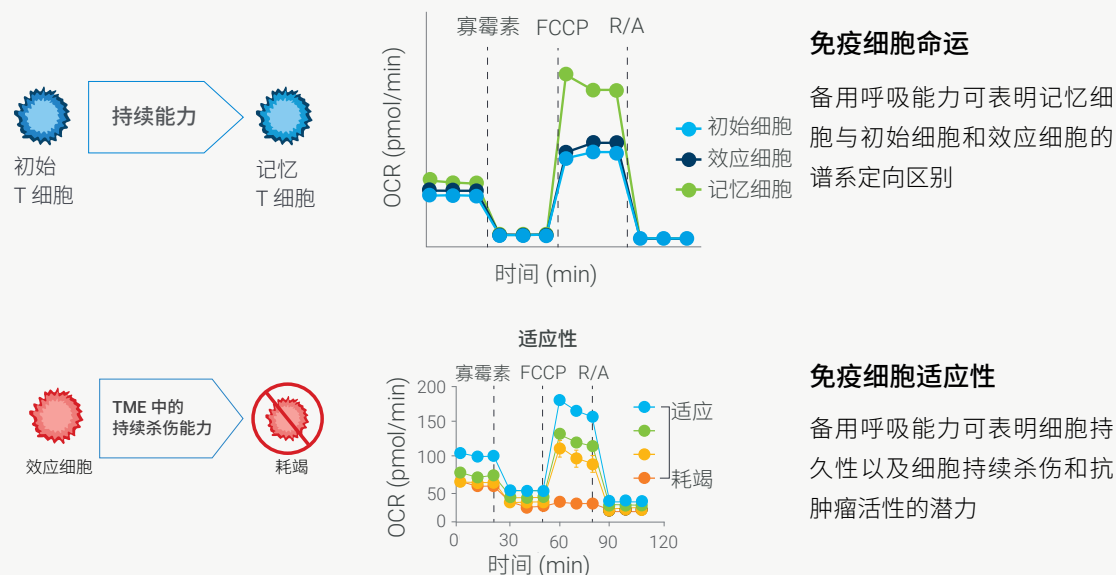 寡霉素 FCCP R/A
OCR (pmol/min)
时间 (min)
持续能力
初始
T 细胞
记忆
T 细胞
初始细胞
效应细胞
记忆细胞
免疫细胞命运
备用呼吸能力可表明记忆细
胞与初始细胞和效应细胞的
谱系定向区别
适应性
寡霉素 FCCP R/A
OCR (pmol/min)
200
150
100
50
0
0 30 60 90 120
时间 (min)
TME 中的
持续杀伤能力
效应细胞
耗竭
适应
耗竭
免疫细胞适应性
备用呼吸能力可表明细胞持
久性以及细胞持续杀伤和抗
肿瘤活性的潜力